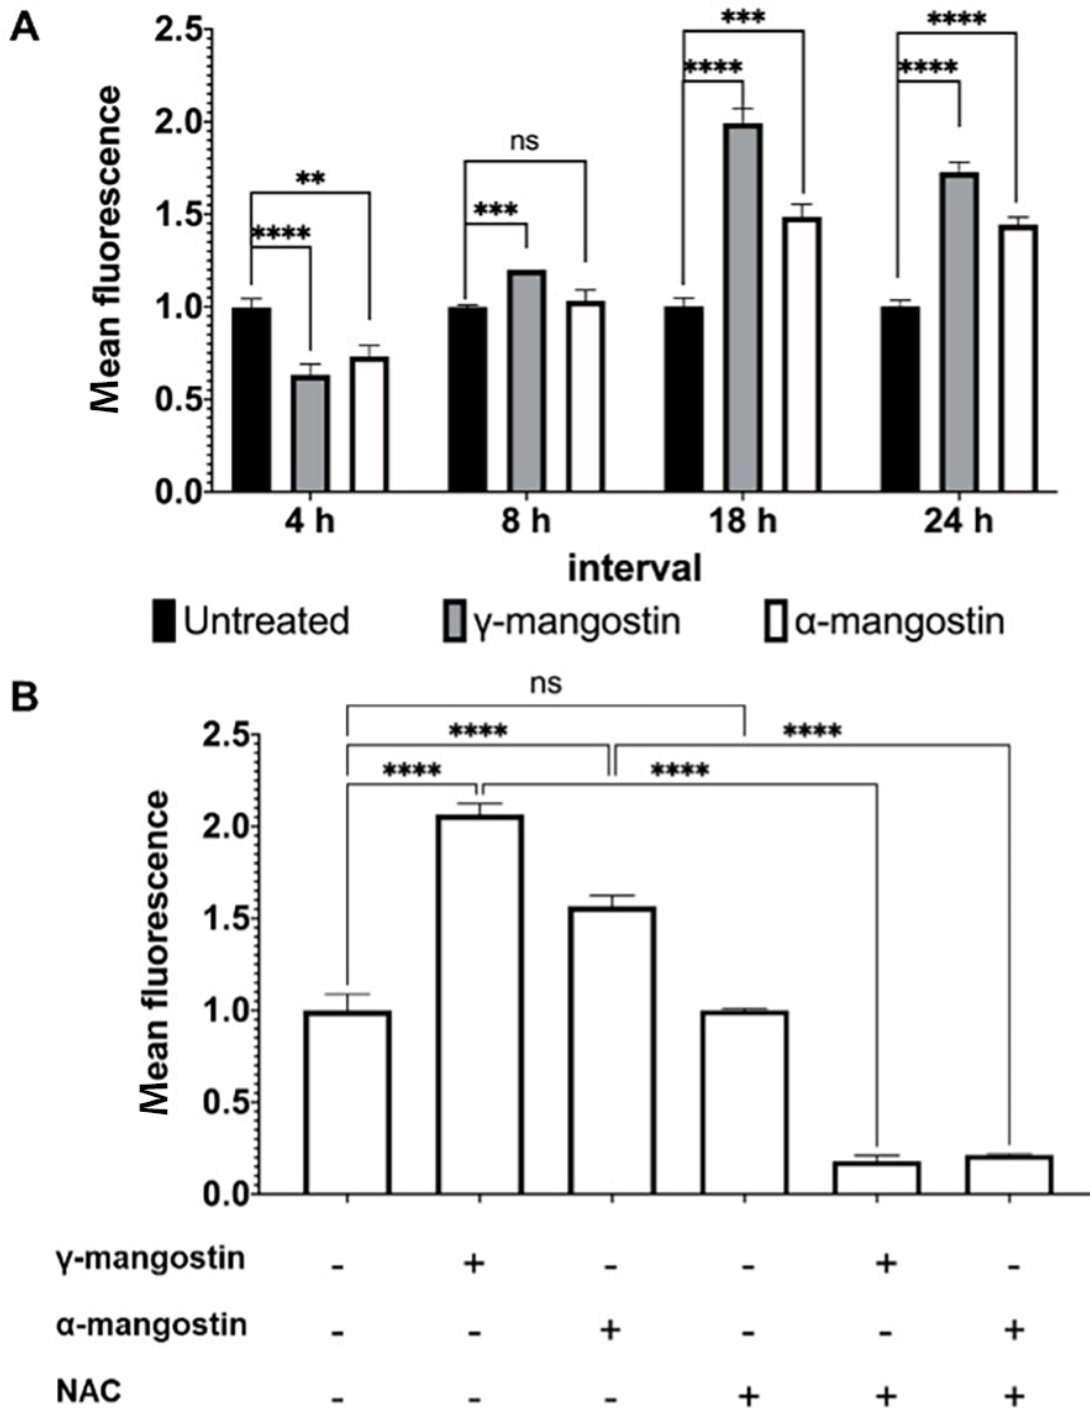 A
Mean fluorescence
2.5
2.0
1.5
1.0
0.5
0.0
**
****
ns
***
***
****
****
****
4 h 8 h 18 h 24 h
interval
Untreated γ-mangostin α-mangostin
B
Mean fluorescence
ns
**** ****
**** ****
2.5
2.0
1.5
1.0
0.5
0.0
γ-mangostin - + - - + -
α-mangostin - - + - - +
NAC - - - + + +